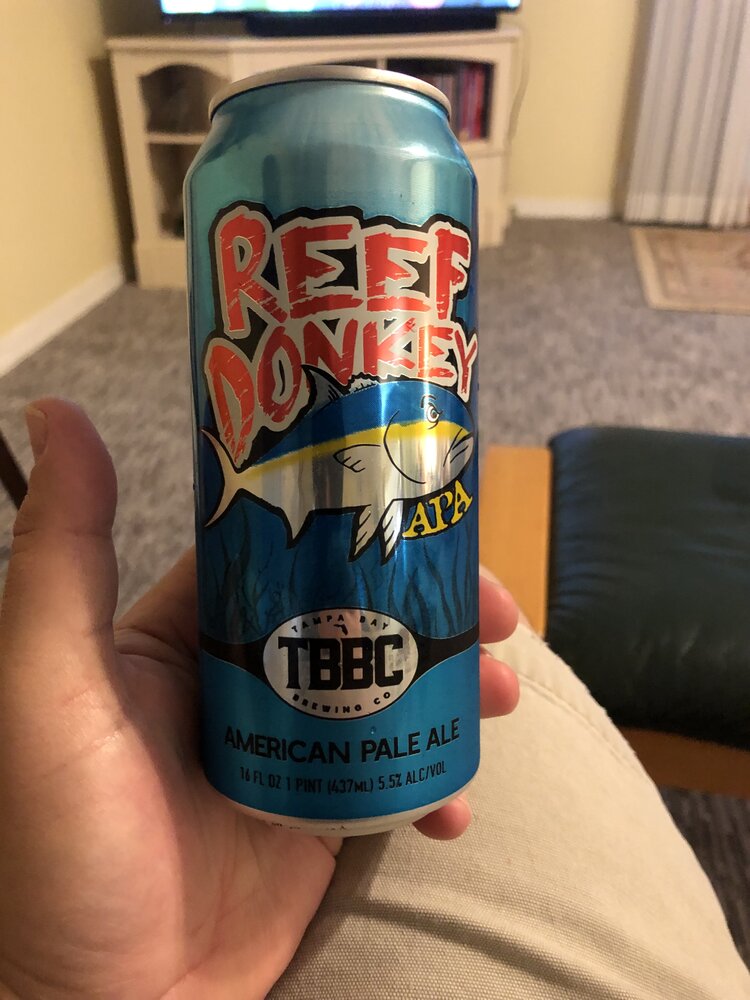 REEF
DONKEY
APA
TAMPA BAY
TBBC
BREWING CO
AMERICAN PALE ALE
16 FL OZ 1 PINT (437ML) 5.5% ALC/VOL